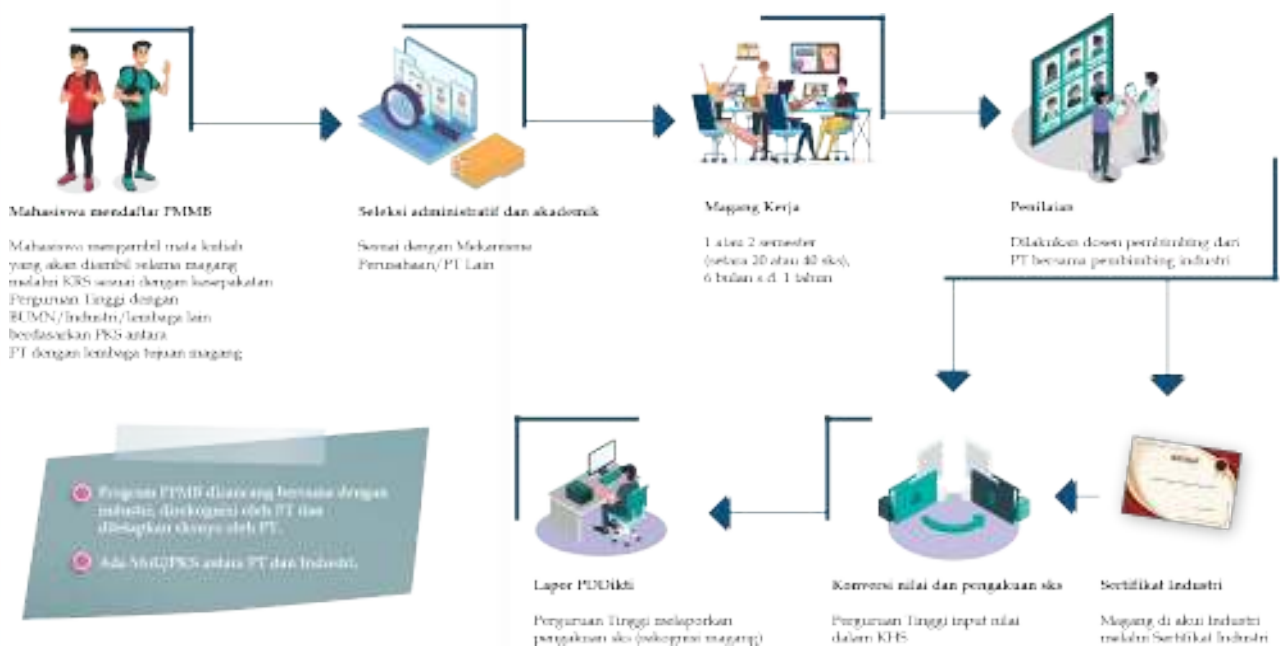 Mahasiswa mendaftar PMMB
Mahasiswa mengambil mata kuliah
yang akan diambil selama magang
melalui KRS sesuai dengan kesepakatan
Perguruan Tinggi dengan
BUMN/Industri/lembaga lain
berdasarkan PKS antara
PT dengan lembaga tujuan magang
Seleksi administratif dan akademik
Sesuai dengan Mekanisme
Perusahaan/PT Lain
Magang Kerja
1 atau 2 semester
(setara 20 atau 40 sks),
6 bulan s.d. 1 tahun
Penilaian
Dilakukan dosen pembimbing dari
PT bersama pembimbing industri
Program PPMB dirancang bersama dengan
industri, direkognisi oleh PT dan
ditetapkan sksnya oleh PT.
Ada MoU/PKS antara PT dan Industri.
Lapor PDDikti
Perguruan Tinggi melaporkan
pengakuan sks (rekognisi magang)
Konversi nilai dan pengakuan sks
Perguruan Tinggi input nilai
dalam KHS
Sertifikat Industri
Magang di akui Industri
melalui Sertifikat Industri